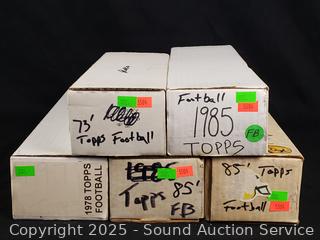 73'
Topps Football
Football
1985
FB
TOPPS
1978 TOPPS
FOOTBALL
Topps 85'
FB
85' Topps
Football
Copyright 2025 - Sound Auction Service